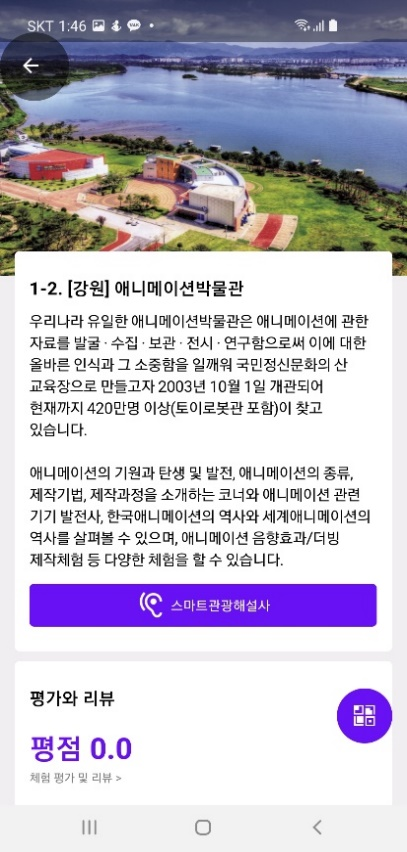 SKT 1:46
1-2. [강원] 애니메이션박물관
우리나라 유일한 애니메이션박물관은 애니메이션에 관한
자료를 발굴 · 수집 · 보관 · 전시 · 연구함으로써 이에 대한
올바른 인식과 그 소중함을 일깨워 국민정신문화의 산
교육장으로 만들고자 2003년 10월 1일 개관되어
현재까지 420만명 이상(토이로봇관 포함)이 찾고
있습니다.
애니메이션의 기원과 탄생 및 발전, 애니메이션의 종류,
제작기법, 제작과정을 소개하는 코너와 애니메이션 관련
기기 발전사, 한국애니메이션의 역사와 세계애니메이션의
역사를 살펴볼 수 있으며, 애니메이션 음향효과/더빙
제작체험 등 다양한 체험을 할 수 있습니다.
스마트관광해설사
평가와 리뷰
평점 0.0
체험 평가 및 리뷰 >